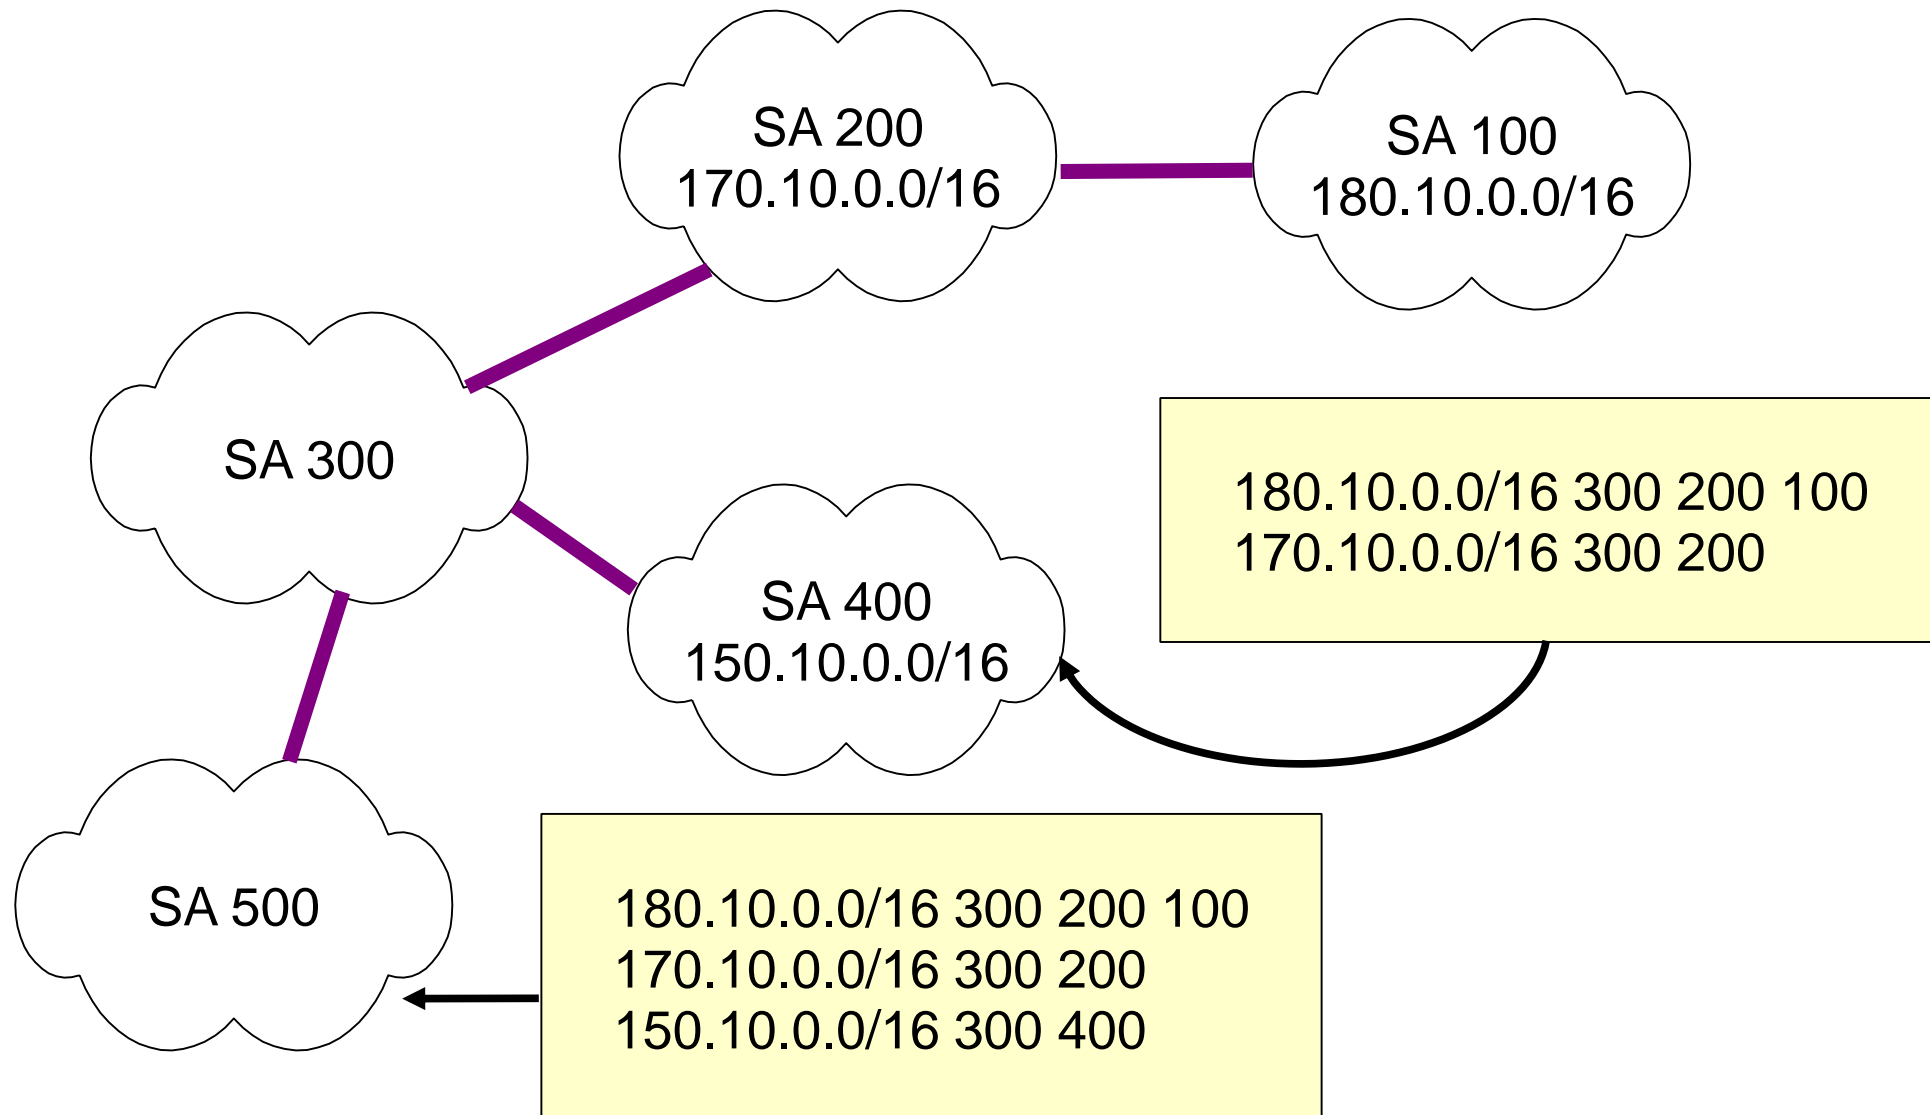 SA 200
170.10.0.0/16
SA 100
180.10.0.0/16
SA 300
180.10.0.0/16 300 200 100
170.10.0.0/16 300 200
SA 400
150.10.0.0/16
SA 500
180.10.0.0/16 300 200 100
170.10.0.0/16 300 200
150.10.0.0/16 300 400